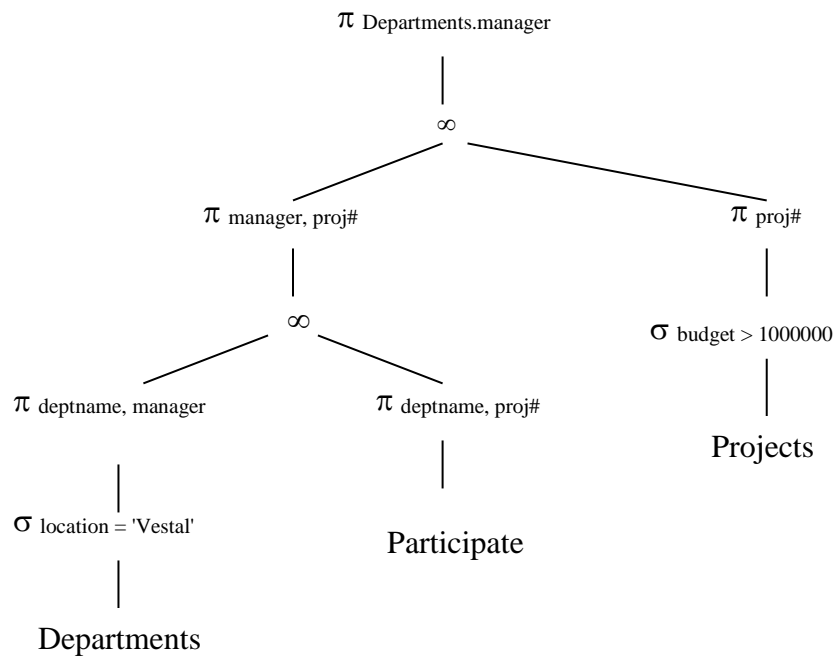 π Departments.manager
∞
π manager, proj#
π proj#
∞
σ budget > 1000000
π deptname, manager
π deptname, proj#
Projects
σ location = 'Vestal'
Participate
Departments